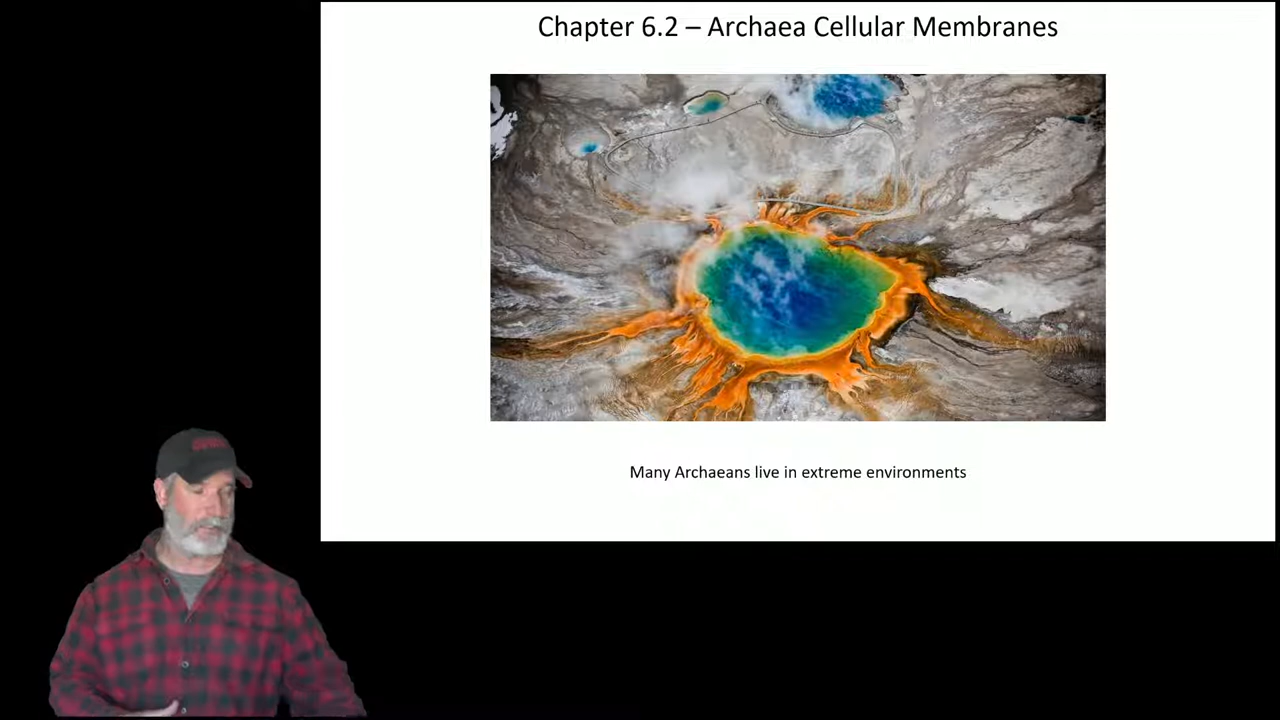 Chapter 6.2 – Archaea Cellular Membranes
Many Archaeans live in extreme environments